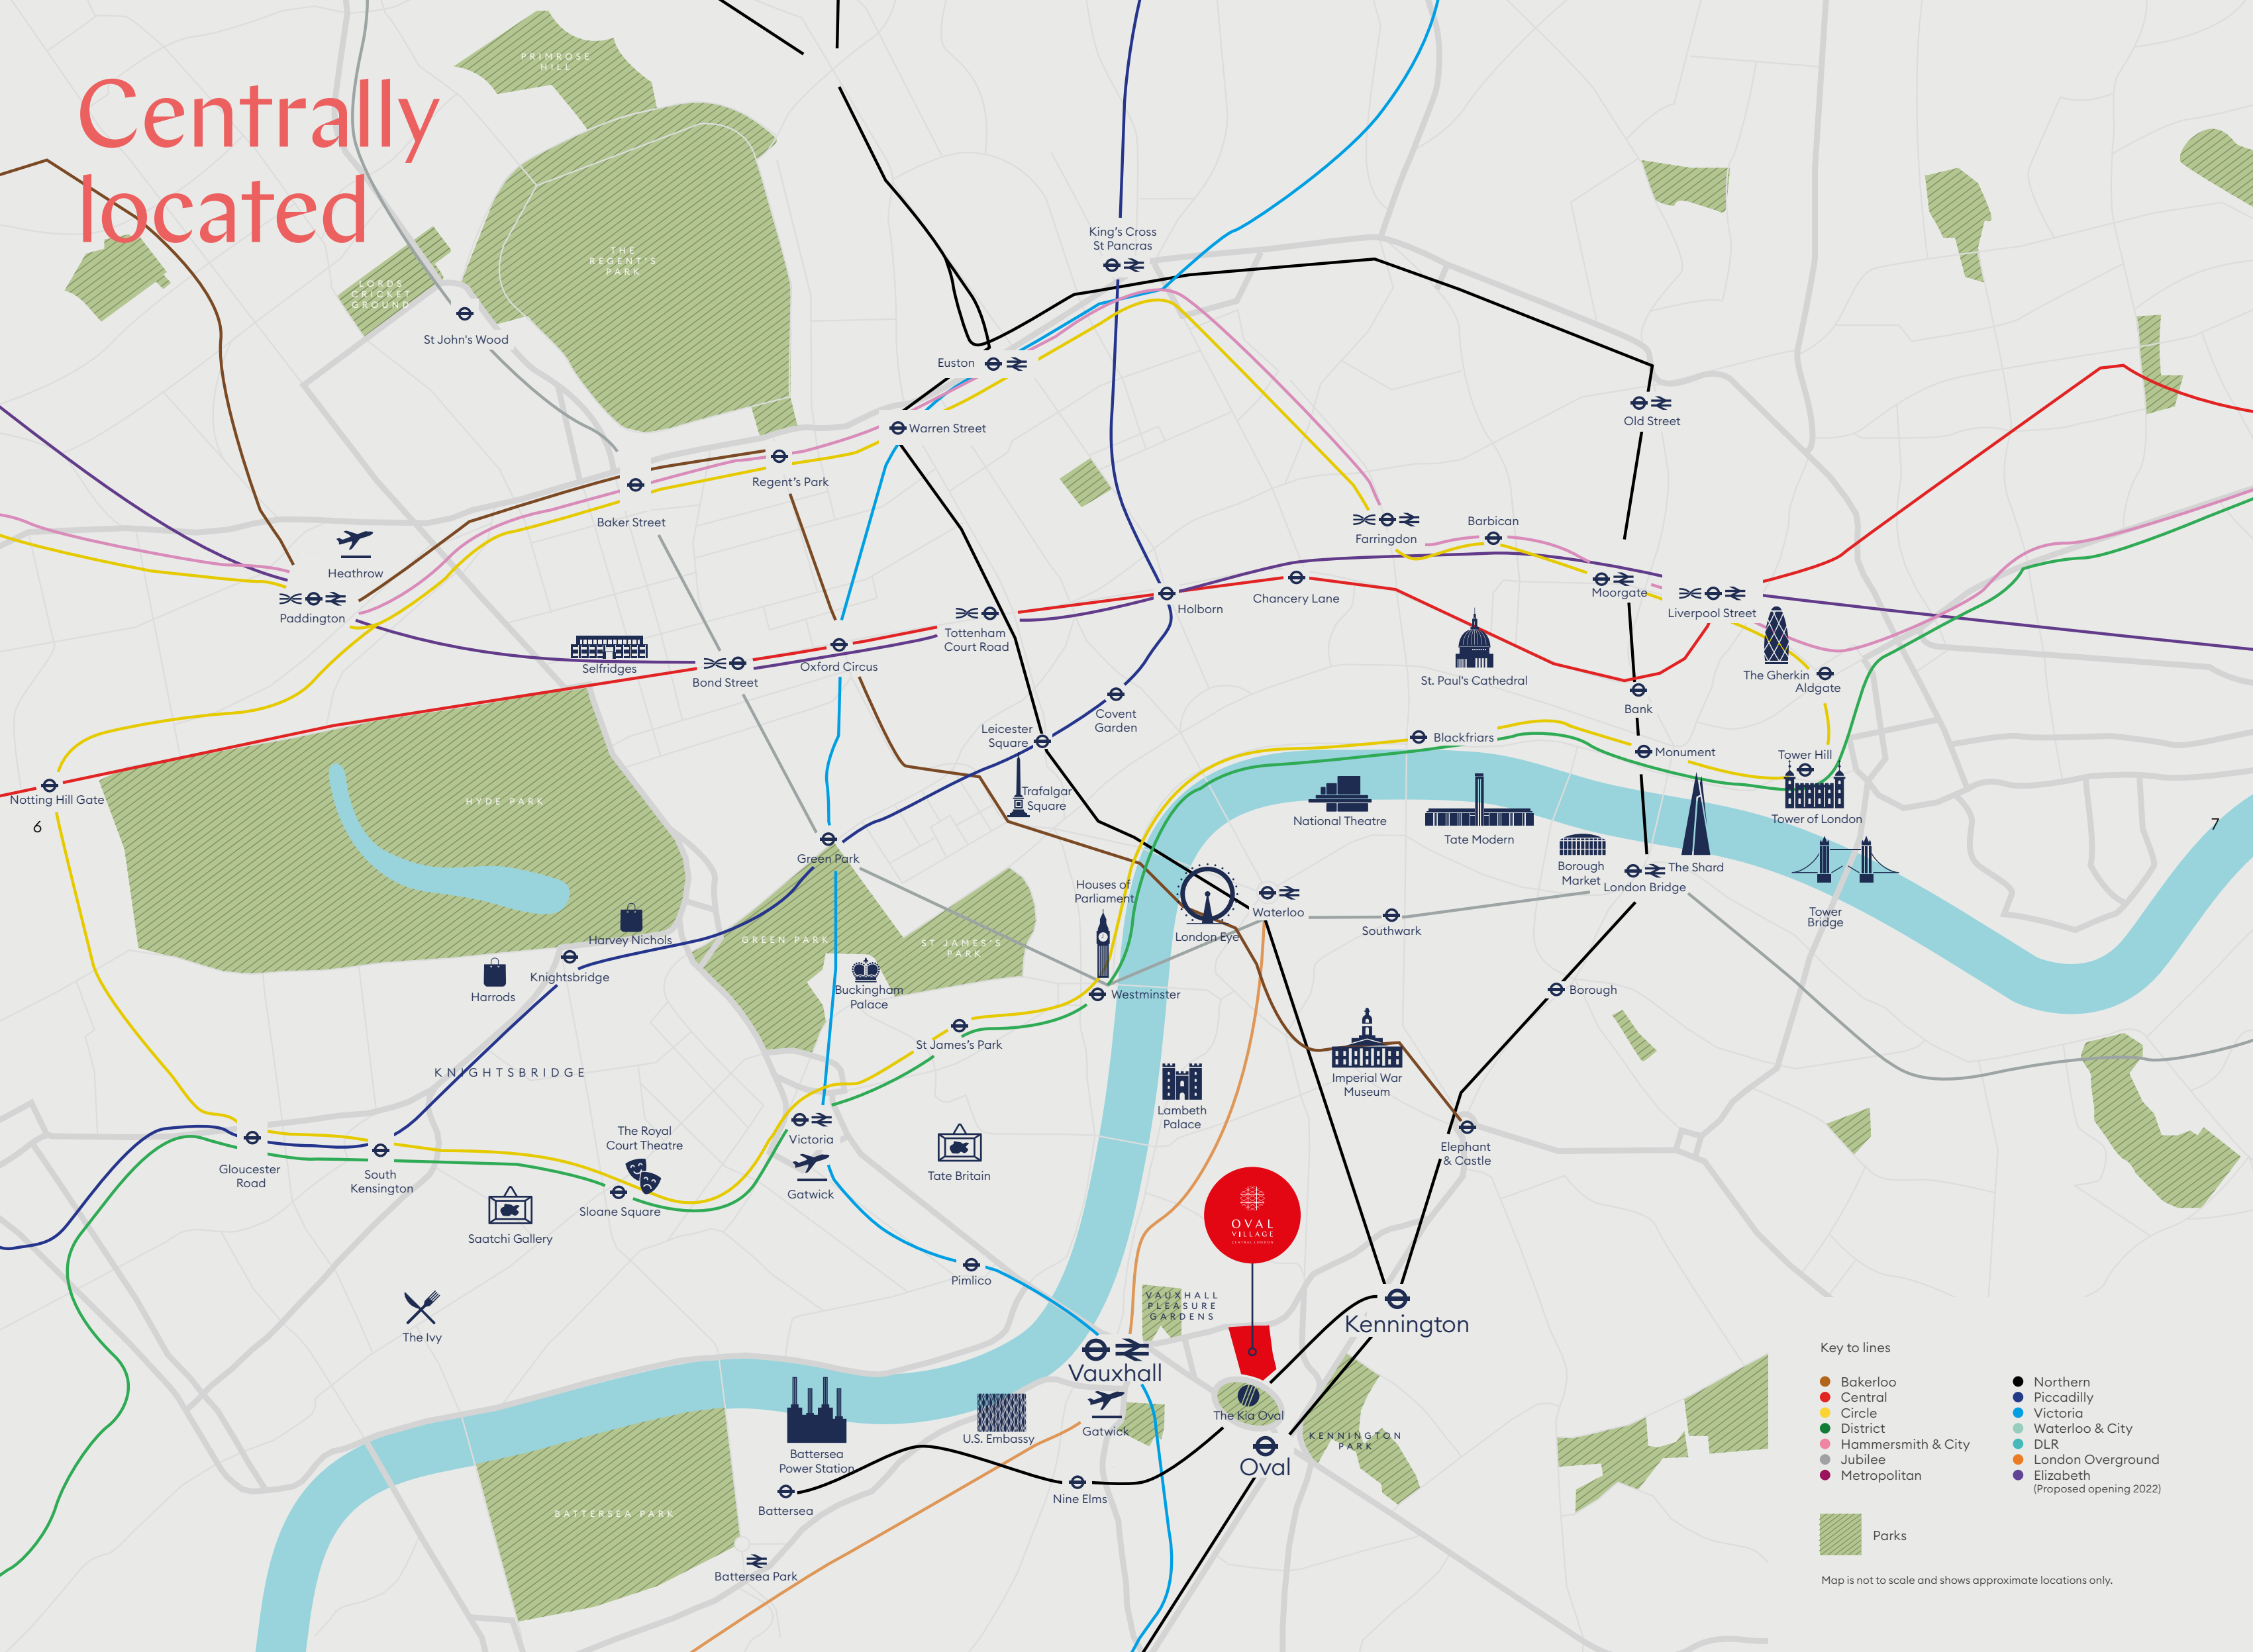 Centrally
located
PRIMROSE
HILL
THE
REGENT'S
PARK
LORDS
CRICKET
GROUND
St John's Wood
King's Cross
St Pancras
Euston
Warren Street
Regent's Park
Baker Street
Old Street
Heathrow
Paddington
Farringdon
Barbican
Moorgate
Liverpool Street
Holborn
Chancery Lane
Tottenham
Court Road
Oxford Circus
Selfridges
Bond Street
St. Paul's Cathedral
The Gherkin
Aldgate
Bank
Covent
Garden
Leicester
Square
Blackfriars
Monument
Tower Hill
Trafalgar
Square
Notting Hill Gate
6
HYDE PARK
National Theatre
Tate Modern
Tower of London
7
Green Park
Borough
Market
The Shard
London Bridge
Houses of
Parliament
Waterloo
Southwark
London Eye
Tower
Bridge
Harvey Nichols
GREEN PARK
ST JAMES'S
PARK
Knightsbridge
Harrods
Buckingham
Palace
Westminster
Borough
St James's Park
KNIGHTSBRIDGE
Imperial War
Museum
Lambeth
Palace
The Royal
Court Theatre
Victoria
Elephant
& Castle
Gloucester
Road
South
Kensington
Tate Britain
Gatwick
Sloane Square
OVAL
VILLAGE
CENTRAL LONDON
Saatchi Gallery
Pimlico
VAUXHALL
PLEASURE
GARDENS
Kennington
The Ivy
Vauxhall
The Kia Oval
Gatwick
U.S. Embassy
KENNINGTON
PARK
Battersea
Power Station
Oval
Nine Elms
Battersea
BATTERSEA PARK
Battersea Park
Key to lines
Bakerloo
Central
Circle
District
Hammersmith & City
Jubilee
Metropolitan
Northern
Piccadilly
Victoria
Waterloo & City
DLR
London Overground
Elizabeth
(Proposed opening 2022)
Parks
Map is not to scale and shows approximate locations only.